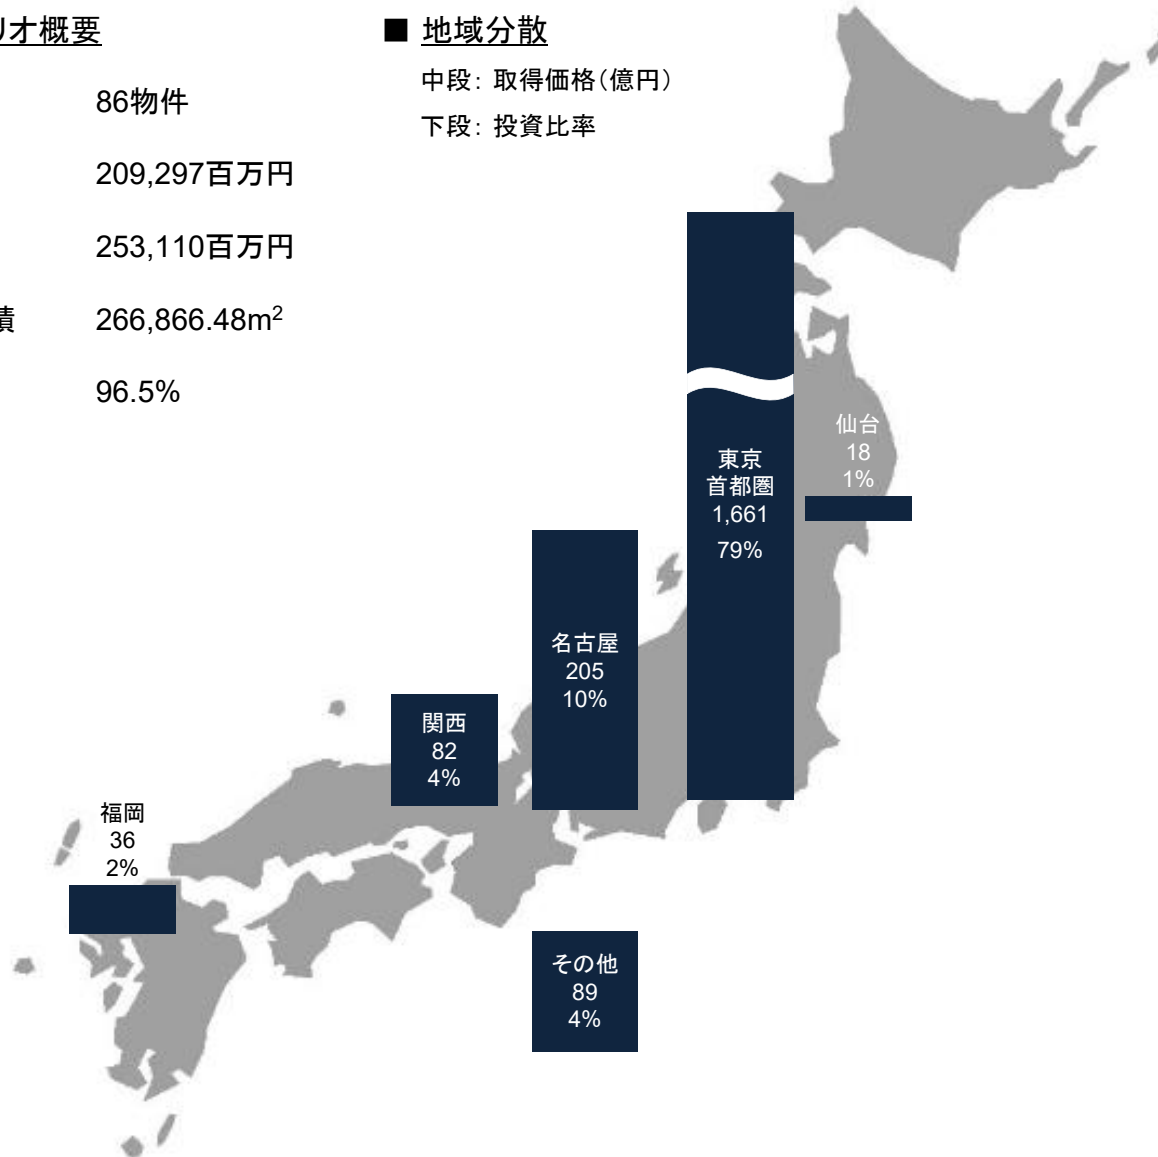 リオ概要
86物件
209,297百万円
253,110百万円
積 266,866.48m²
96.5%
■ 地域分散
中段: 取得価格(億円)
下段: 投資比率
仙台
18
1%
東京
首都圏
1,661
79%
名古屋
205
10%
関西
82
4%
福岡
36
2%
その他
89
4%